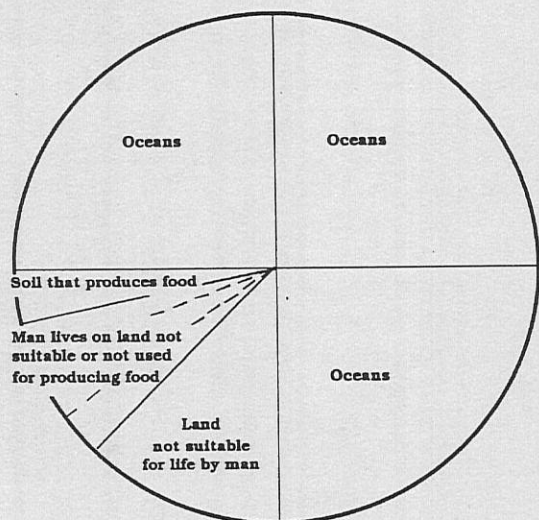 Oceans
Oceans
Soil that produces food
Man lives on land not
suitable or not used
for producing food
Oceans
Land
not suitable
for life by man